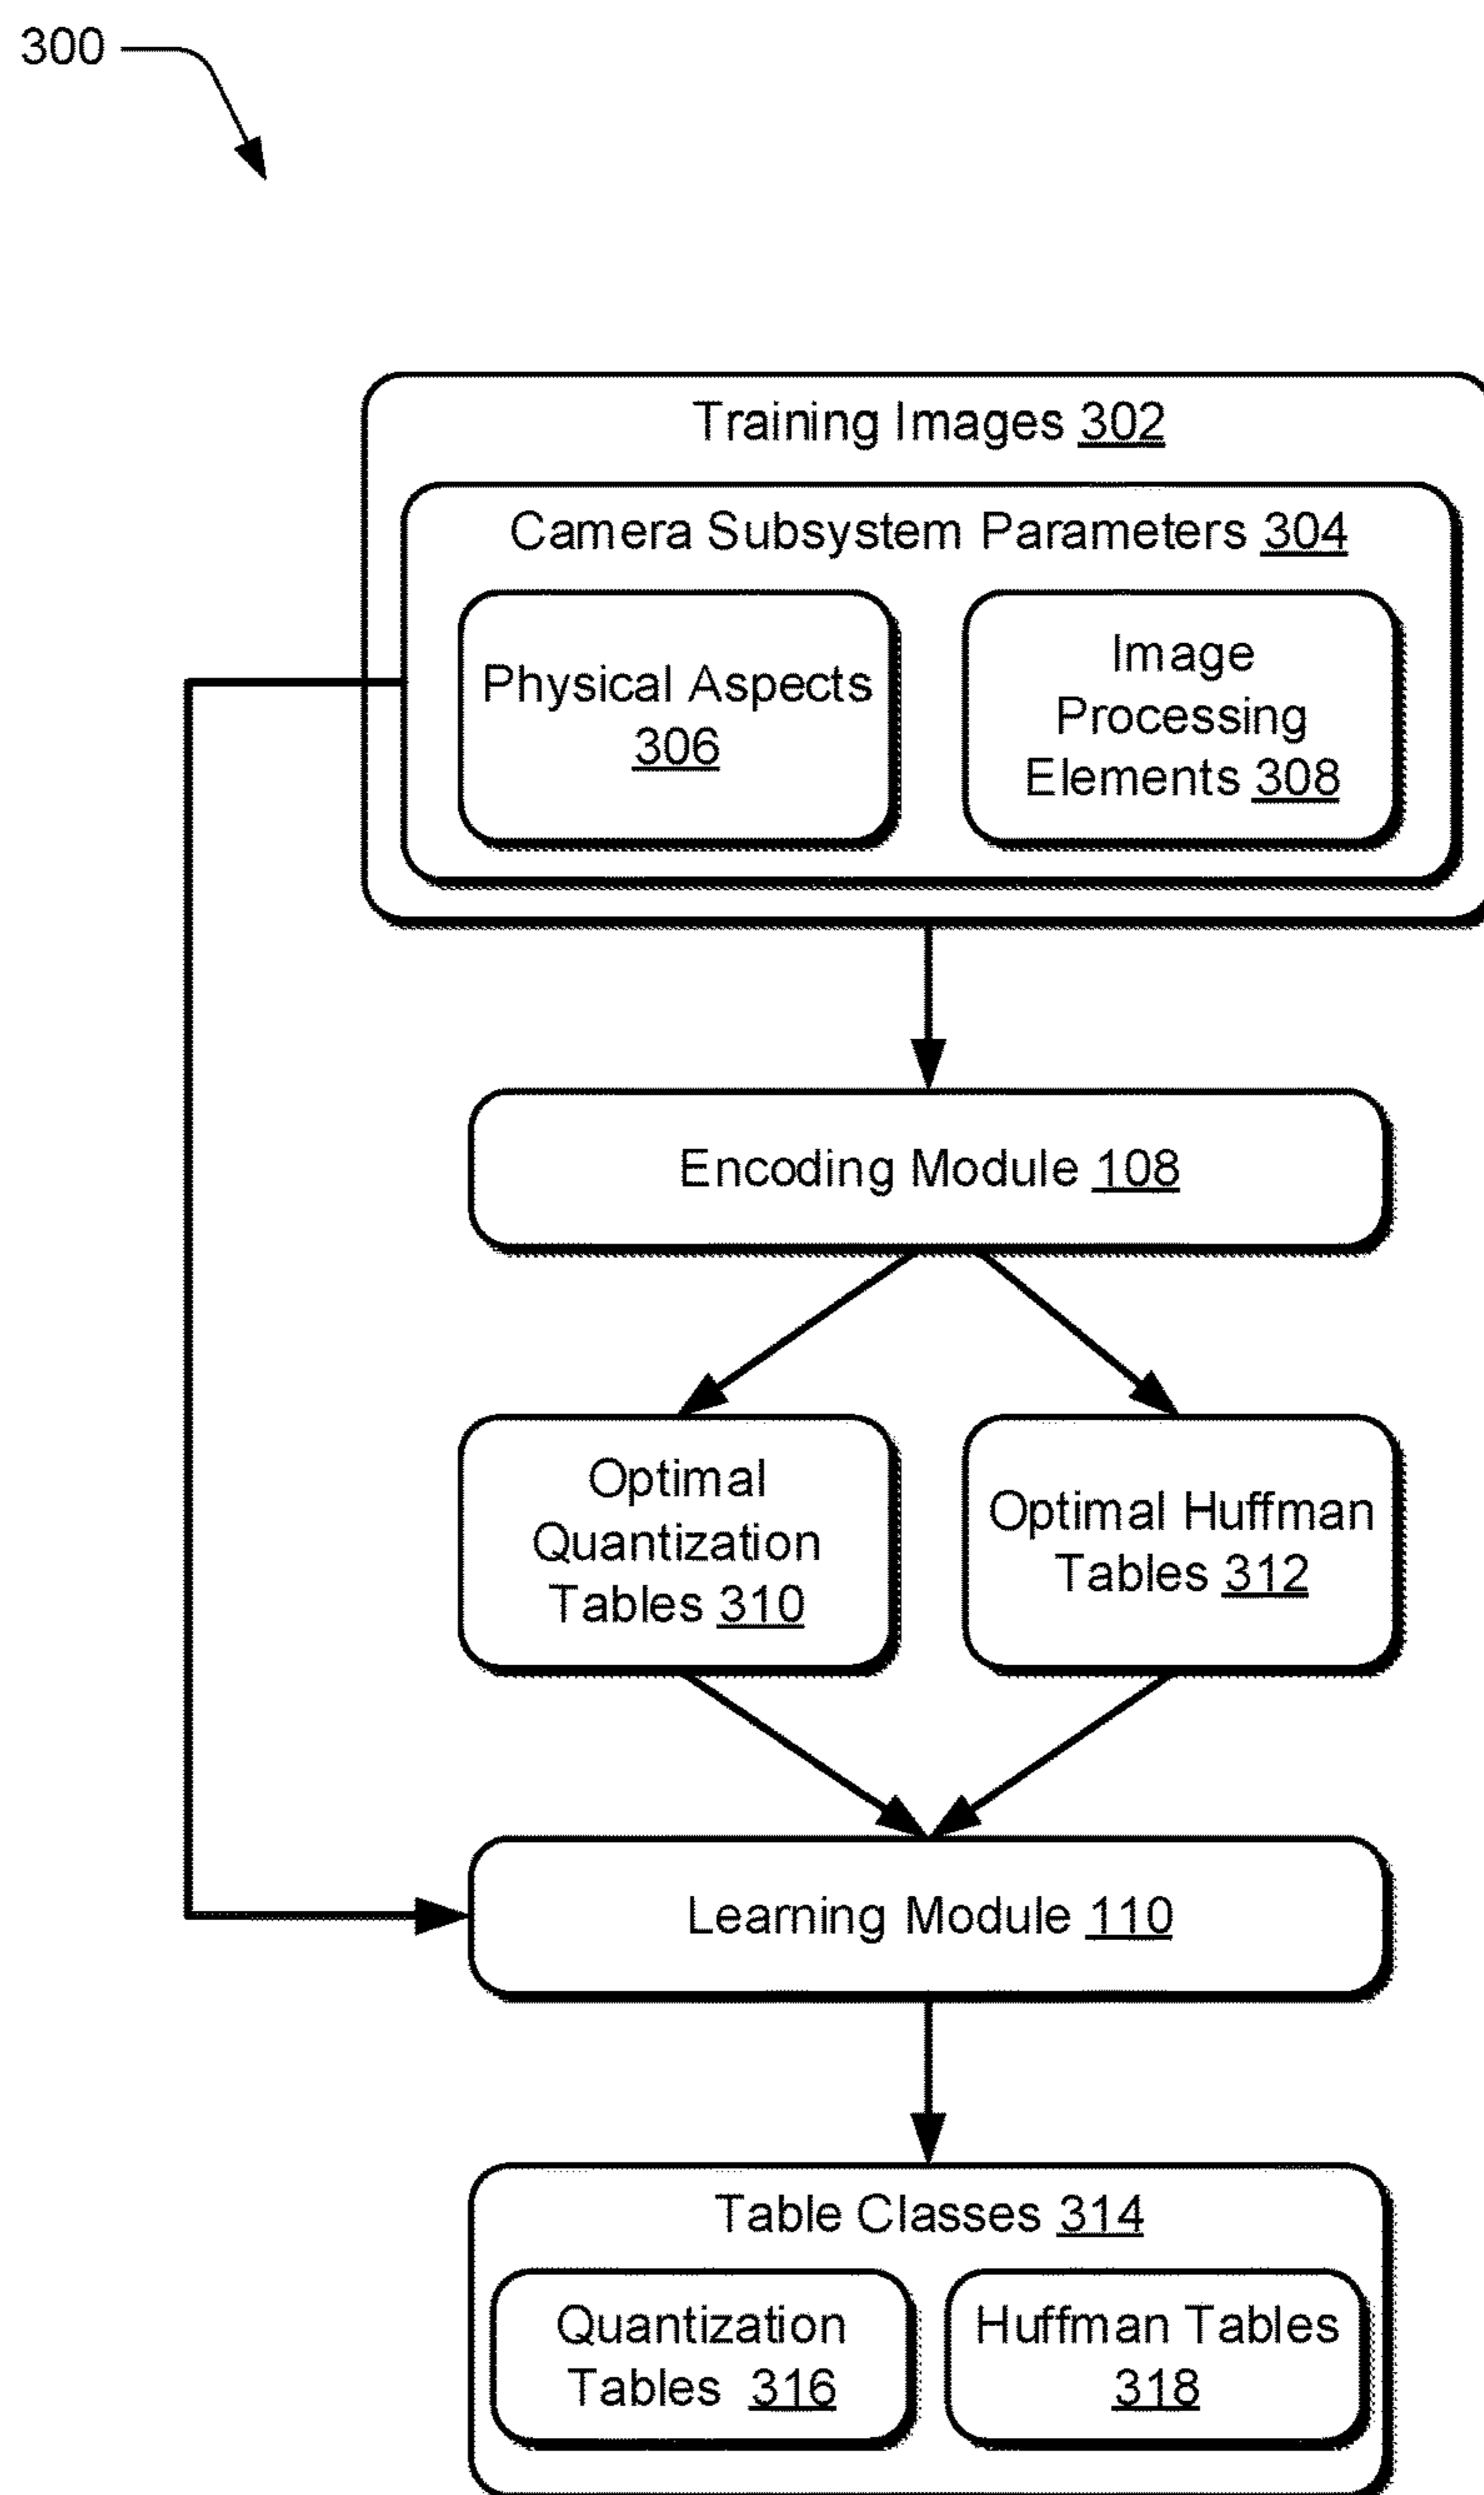 300
Training Images 302
Camera Subsystem Parameters 304
Physical Aspects
306
Image
Processing
Elements 308
Encoding Module 108
Optimal
Quantization
Tables 310
Optimal Huffman
Tables 312
Learning Module 110
Table Classes 314
Quantization
Tables 316
Huffman Tables
318